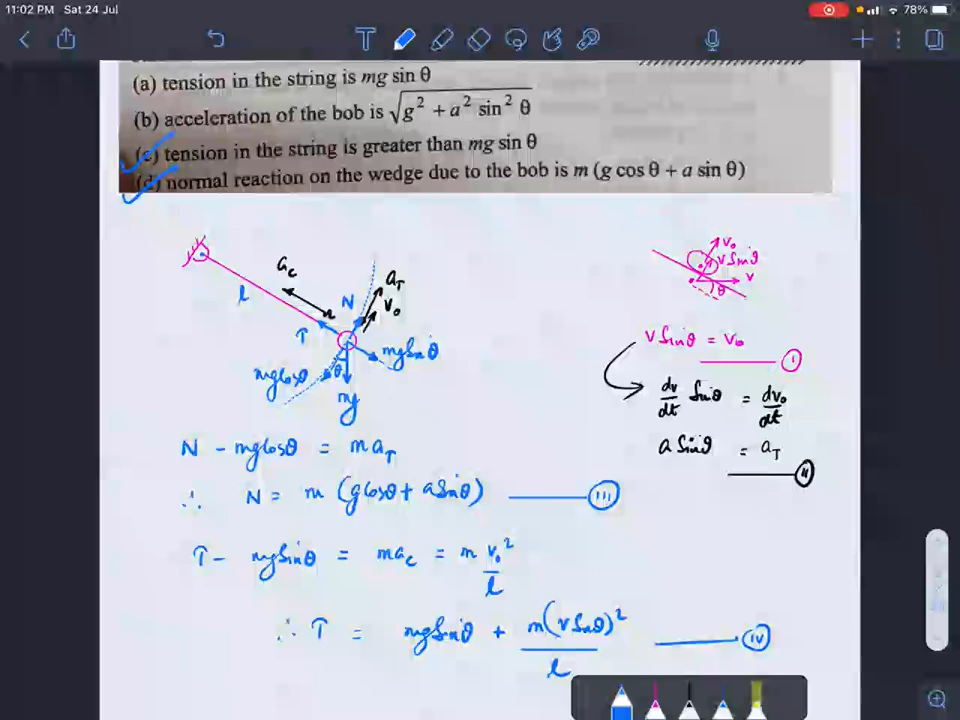 11:02 PM Sat 24 Jul
78%
(a) tension in the string is mg sin θ
(b) acceleration of the bob is √g² + a² sin² θ
(c) tension in the string is greater than mg sin θ
(d) normal reaction on the wedge due to the bob is m (g cos θ + a sin θ)
a_c
l
T
N
a_T
v₀
mg sinθ
mg cosθ
θ
mg
v₀
v sinθ
v
θ
v sinθ = v₀ ——— I
dv/dt sinθ = dv₀/dt
a sinθ = a_T ——— II
N - mg cosθ = m a_T
∴ N = m (g cosθ + a sinθ) ——— III
T - mg sinθ = m a_c = m v₀²/l
∴ T = mg sinθ + m(v sinθ)²/l ——— IV